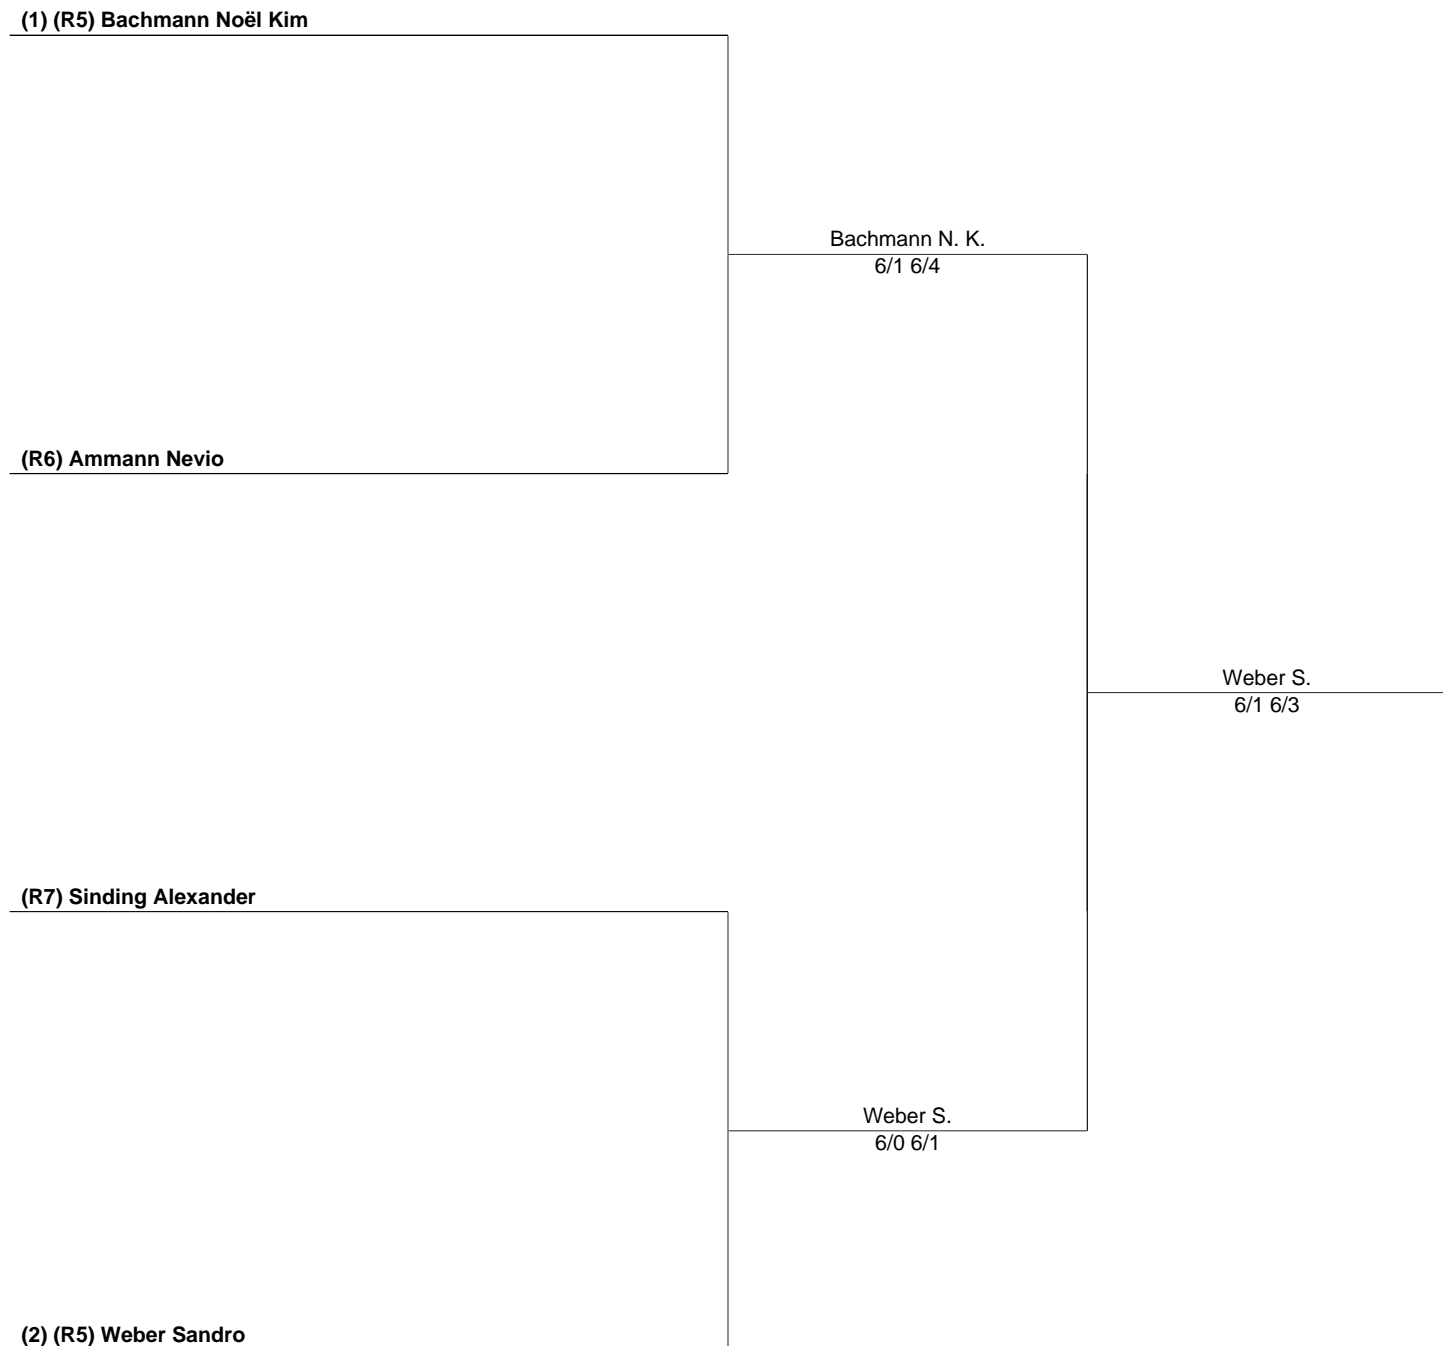 (1) (R5) Bachmann Noël Kim
Bachmann N. K.
6/1 6/4
(R6) Ammann Nevio
Weber S.
6/1 6/3
(R7) Sinding Alexander
Weber S.
6/0 6/1
(2) (R5) Weber Sandro